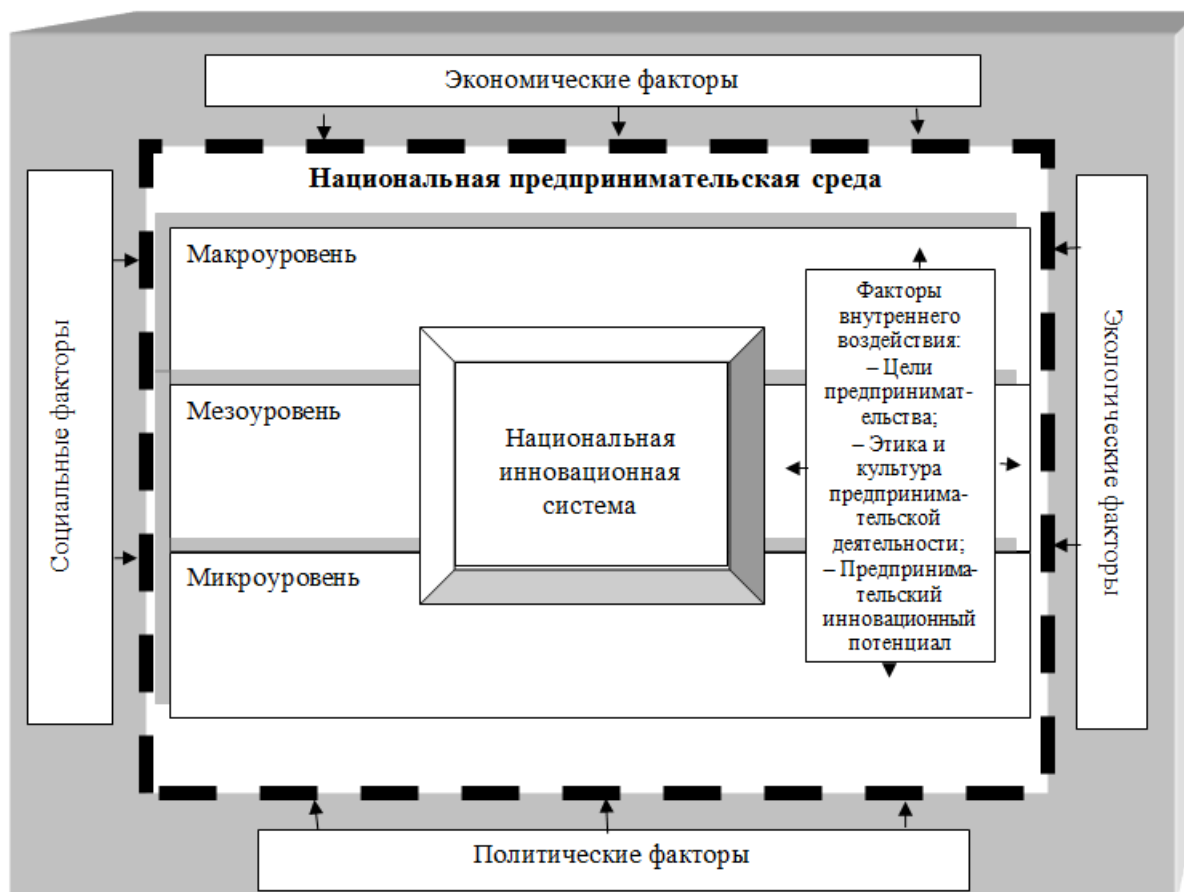 Экономические факторы
Национальная предпринимательская среда
Социальные факторы
Макроуровень
Мезоуровень
Микроуровень
Национальная
инновационная
система
Факторы
внутреннего
воздействия:
– Цели
предпринимат-
ельства;
– Этика и
культура
предпринима-
тельской
деятельности;
– Предпринима-
тельский
инновационный
потенциал
Экологические факторы
Политические факторы